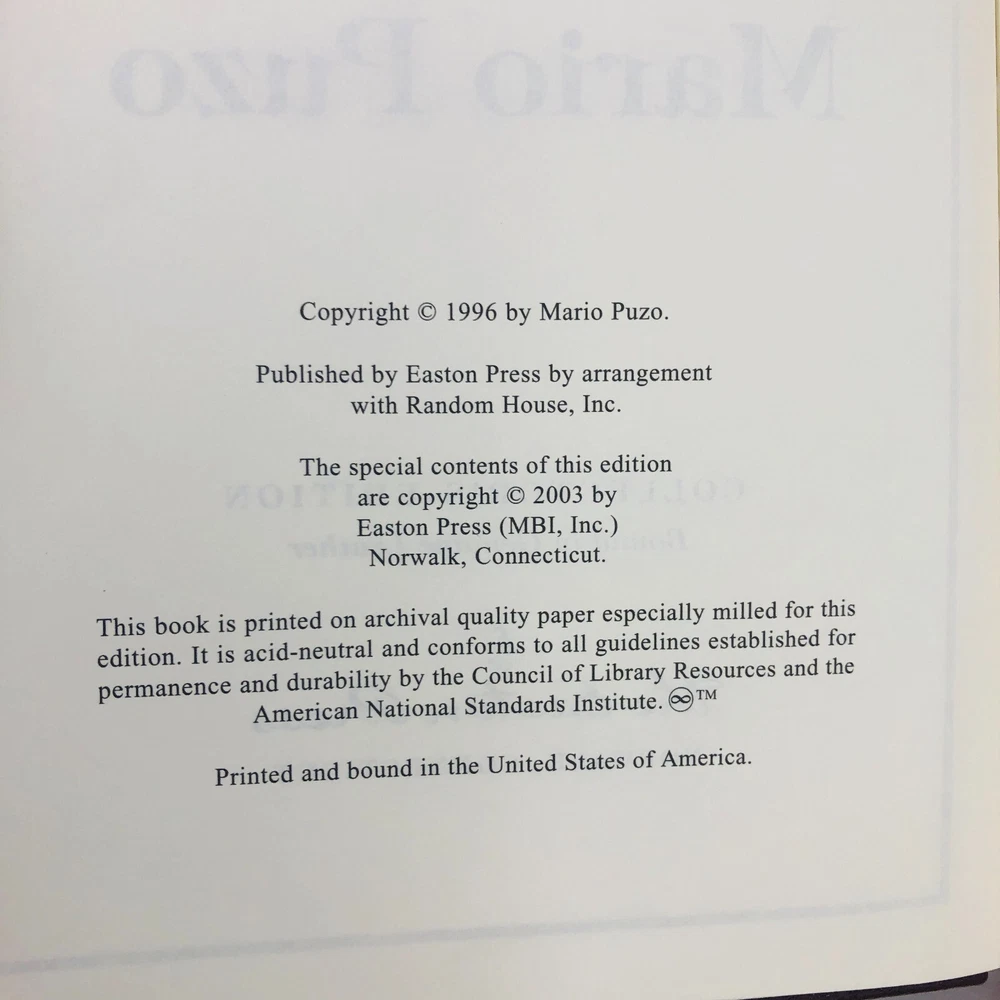 Mario Puzo
Copyright © 1996 by Mario Puzo.
Published by Easton Press by arrangement
with Random House, Inc.
The special contents of this edition
are copyright © 2003 by
Easton Press (MBI, Inc.)
Norwalk, Connecticut.
This book is printed on archival quality paper especially milled for this
edition. It is acid-neutral and conforms to all guidelines established for
permanence and durability by the Council of Library Resources and the
American National Standards Institute. ♾™
Printed and bound in the United States of America.